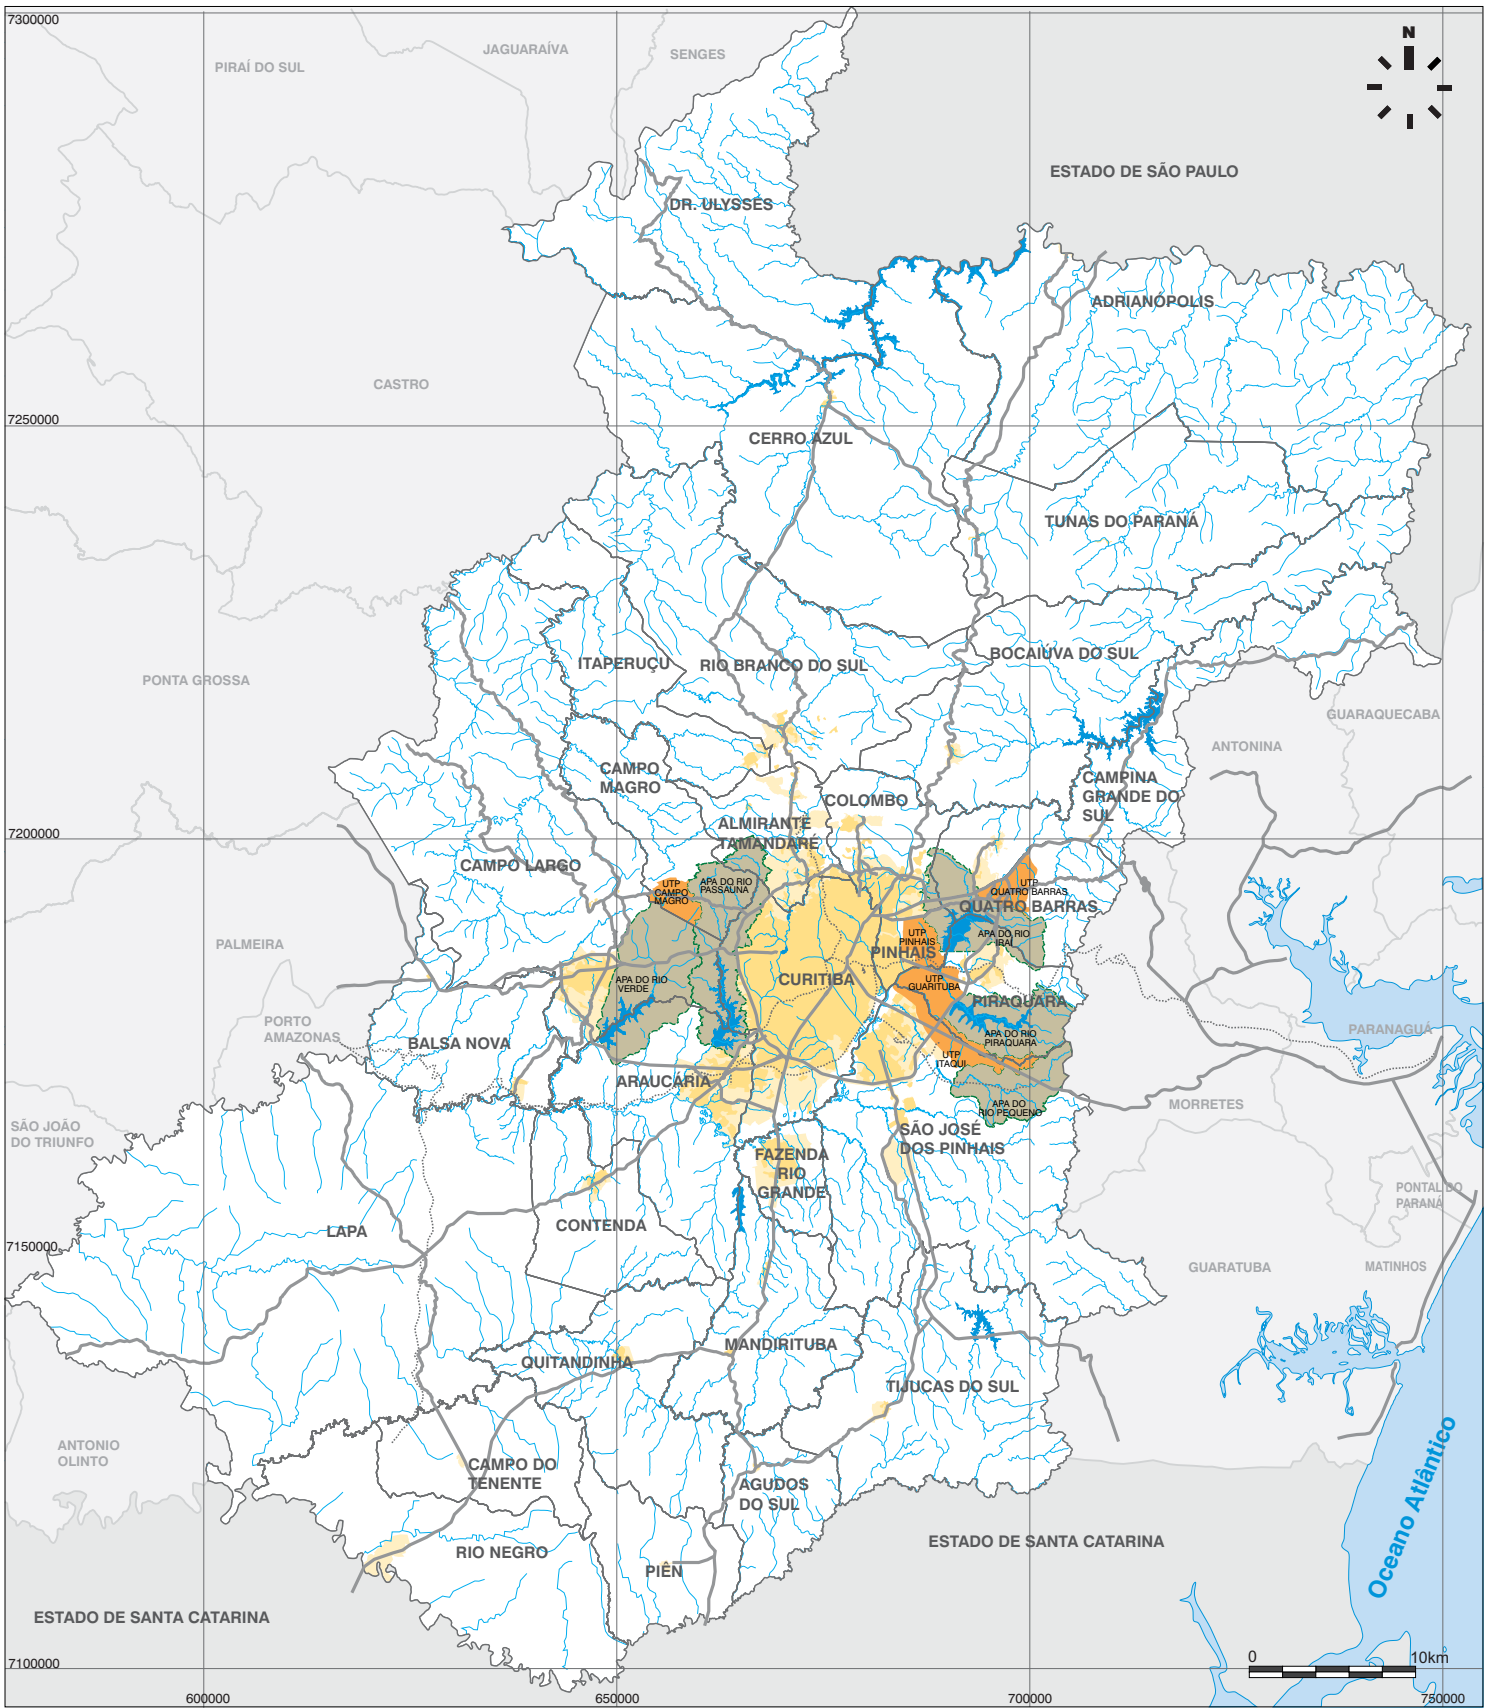 7300000
JAGUARAÍVA
SENGES
PIRAÍ DO SUL
N
ESTADO DE SÃO PAULO
DR. ULYSSES
ADRIANÓPOLIS
CASTRO
7250000
CERRO AZUL
TUNAS DO PARANÁ
BOCAIÚVA DO SUL
ITAPERUÇU
RIO BRANCO DO SUL
PONTA GROSSA
GUARAQUECABA
ANTONINA
CAMPO
MAGRO
CAMPINA
GRANDE DO
SUL
COLOMBO
7200000
ALMIRANTE
TAMANDARÉ
CAMPO LARGO
UTP
CAMPO
MAGRO
APA DO RIO
PASSAUNA
UTP
QUATRO BARRAS
QUATRO BARRAS
APA DO RIO
IRAÍ
UTP
PINHAIS
PINHAIS
PALMEIRA
CURITIBA
APA DO RIO
VERDE
UTP
GUARITUBA
PIRAQUARA
PORTO
AMAZONAS
PARANAGUÁ
BALSA NOVA
APA DO RIO
PIRAQUARA
UTP
ITAQUI
ARAUCÁRIA
APA DO
RIO PEQUENO
MORRETES
SÃO JOÃO
DO TRIUNFO
SÃO JOSÉ
DOS PINHAIS
FAZENDA
RIO
GRANDE
PONTAL DO
PARANÁ
LAPA
CONTENDA
7150000
GUARATUBA
MATINHOS
MANDIRITUBA
QUITANDINHA
TIJUCAS DO SUL
ANTONIO
OLINTO
CAMPO DO
TENENTE
AGUDOS
DO SUL
Oceano Atlântico
ESTADO DE SANTA CATARINA
RIO NEGRO
PIÊN
ESTADO DE SANTA CATARINA
7100000
0
10km
600000
650000
700000
750000